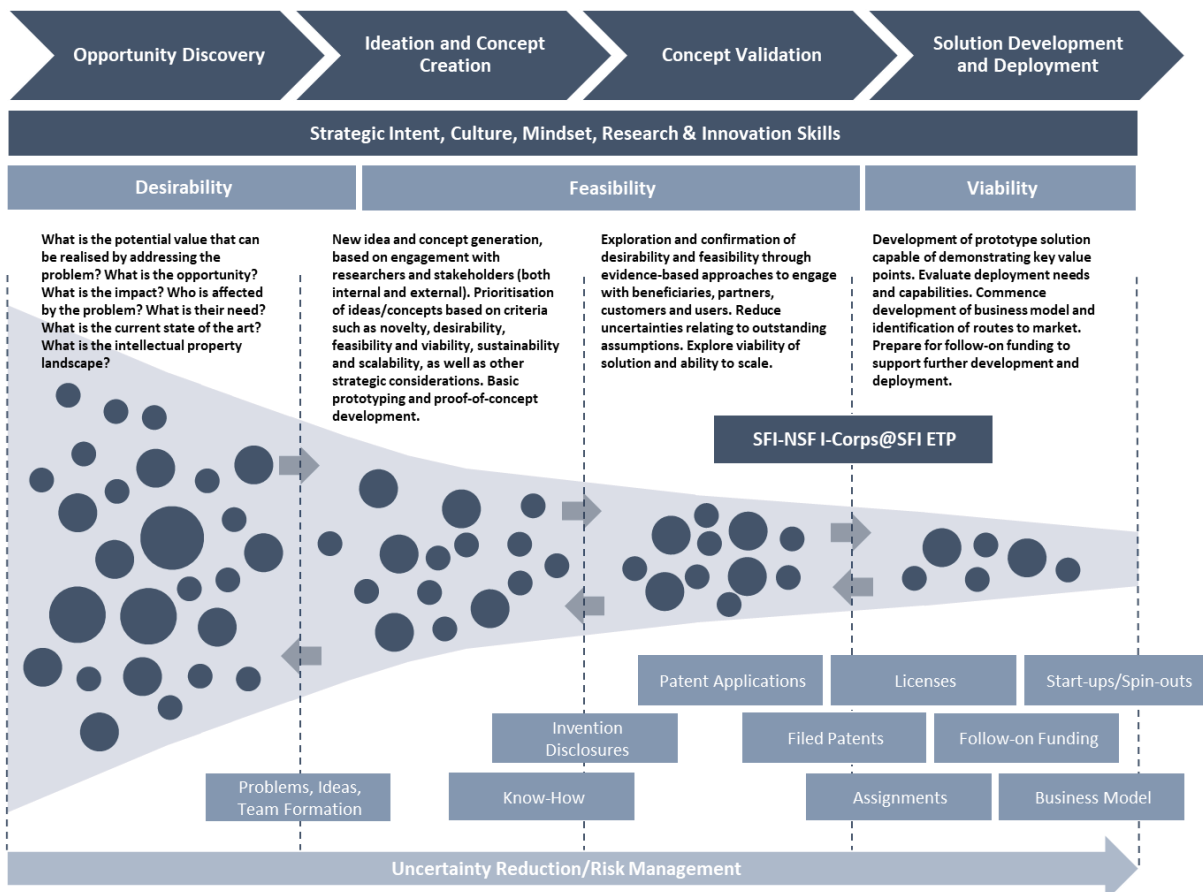 Opportunity Discovery
Ideation and Concept
Creation
Concept Validation
Solution Development
and Deployment
Strategic Intent, Culture, Mindset, Research & Innovation Skills
Desirability
Feasibility
Viability
What is the potential value that can
be realised by addressing the
problem? What is the opportunity?
What is the impact? Who is affected
by the problem? What is their need?
What is the current state of the art?
What is the intellectual property
landscape?
New idea and concept generation,
based on engagement with
researchers and stakeholders (both
internal and external). Prioritisation
of ideas/concepts based on criteria
such as novelty, desirability,
feasibility and viability, sustainability
and scalability, as well as other
strategic considerations. Basic
prototyping and proof-of-concept
development.
Exploration and confirmation of
desirability and feasibility through
evidence-based approaches to engage
with beneficiaries, partners,
customers and users. Reduce
uncertainties relating to outstanding
assumptions. Explore viability of
solution and ability to scale.
Development of prototype solution
capable of demonstrating key value
points. Evaluate deployment needs
and capabilities. Commence
development of business model and
identification of routes to market.
Prepare for follow-on funding to
support further development and
deployment.
SFI-NSF I-Corps@SFI ETP
Patent Applications
Licenses
Start-ups/Spin-outs
Invention
Disclosures
Filed Patents
Follow-on Funding
Problems, Ideas,
Team Formation
Know-How
Assignments
Business Model
Uncertainty Reduction/Risk Management